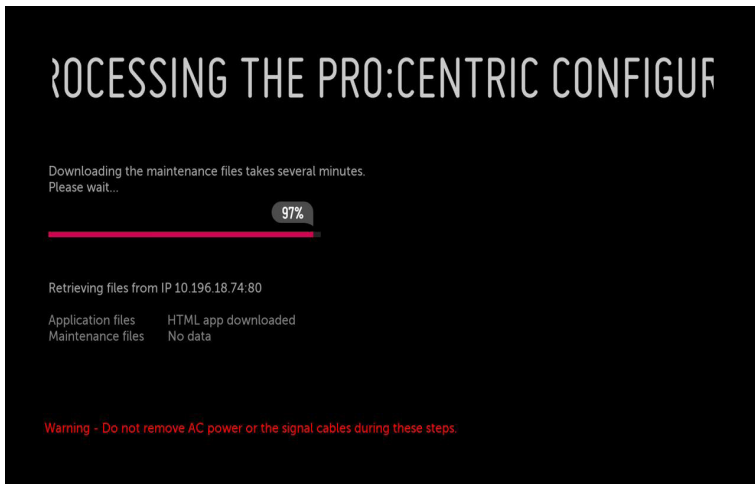 ROCESSING THE PRO:CENTRIC CONFIGUR
Downloading the maintenance files takes several minutes.
Please wait...
97%
Retrieving files from IP 10.196.18.74:80
Application files HTML app downloaded
Maintenance files No data
Warning - Do not remove AC power or the signal cables during these steps.